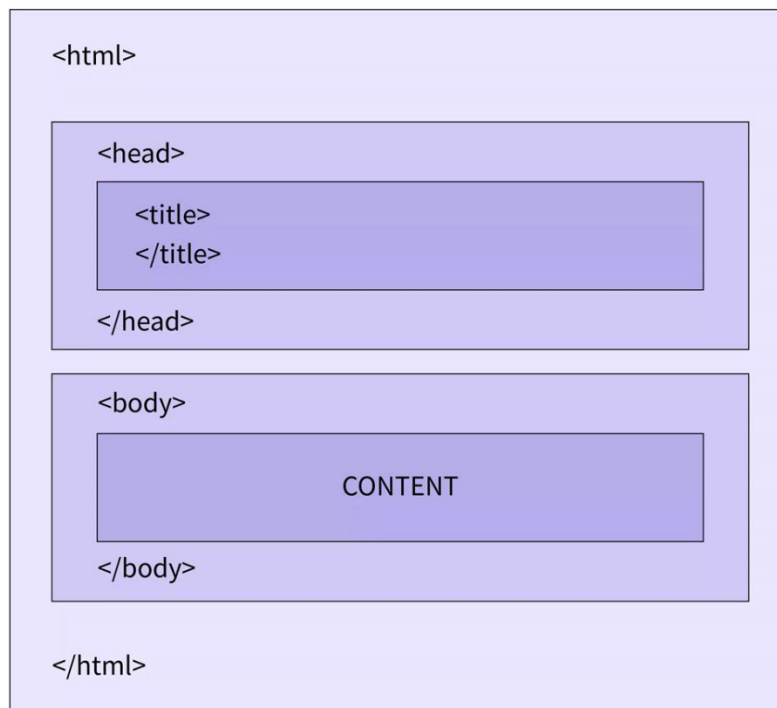 <html>
<head>
<title>
</title>
</head>
<body>
CONTENT
</body>
</html>